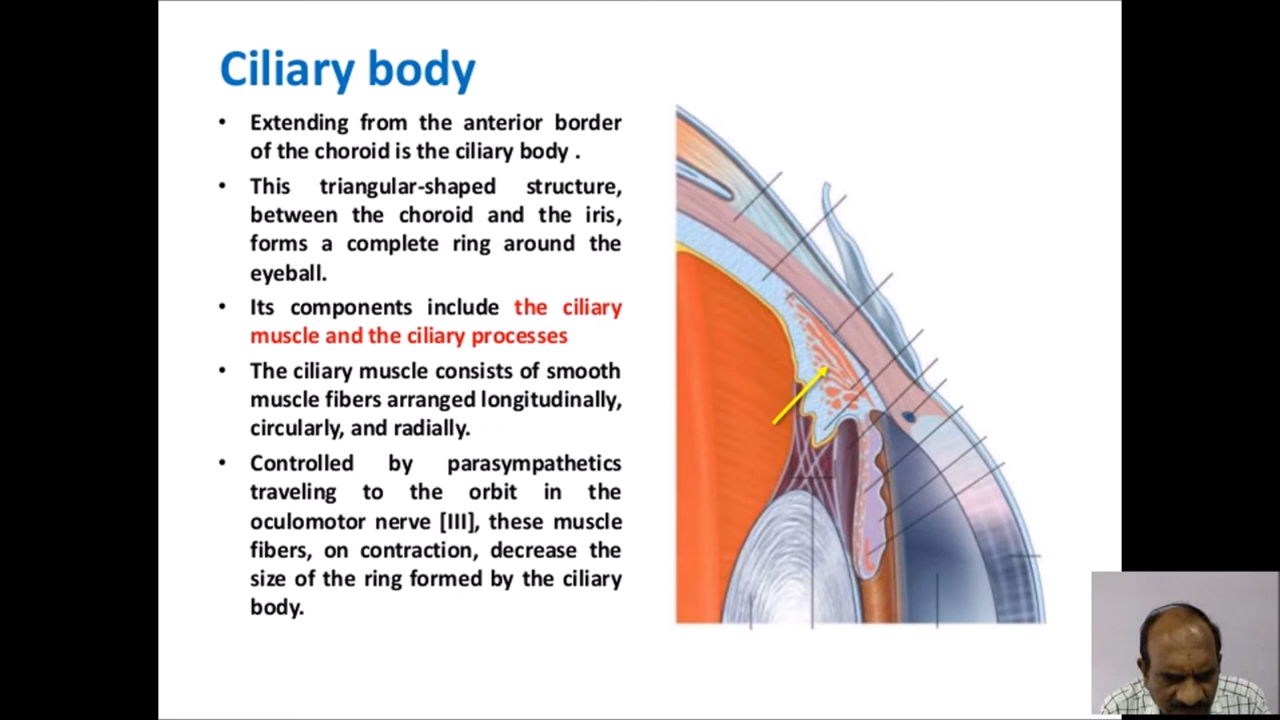 Ciliary body
• Extending from the anterior border
of the choroid is the ciliary body .
• This triangular-shaped structure,
between the choroid and the iris,
forms a complete ring around the
eyeball.
• Its components include the ciliary
muscle and the ciliary processes
• The ciliary muscle consists of smooth
muscle fibers arranged longitudinally,
circularly, and radially.
• Controlled by parasympathetics
traveling to the orbit in the
oculomotor nerve [III], these muscle
fibers, on contraction, decrease the
size of the ring formed by the ciliary
body.